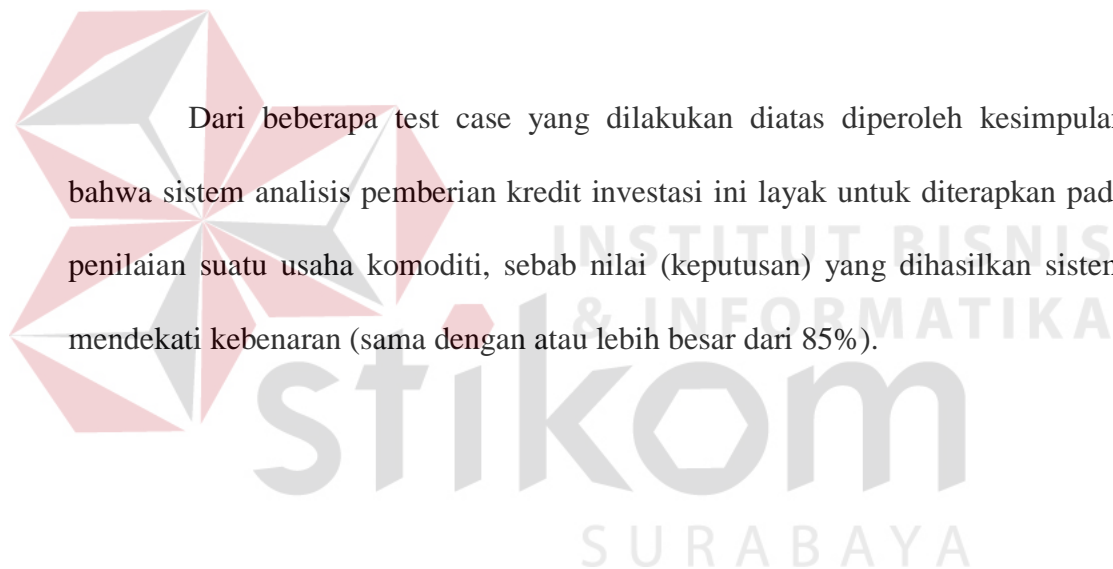 Dari beberapa test case yang dilakukan diatas diperoleh kesimpulan
bahwa sistem analisis pemberian kredit investasi ini layak untuk diterapkan pad
INSTITUT BISNIS
penilaian suatu usaha komoditi, sebab nilai (keputusan) yang dihasilkan sistem
& INFORMATIKA
mendekati kebenaran (sama dengan atau lebih besar dari 85%).
stikom
SURABAYA